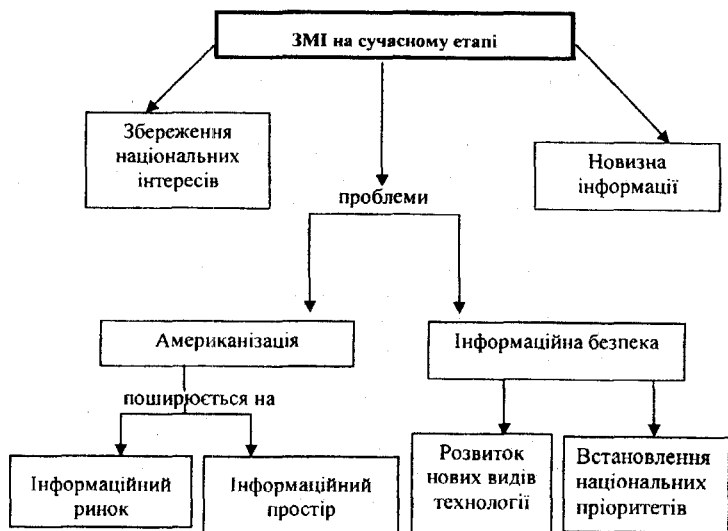 ЗМІ на сучасному етапі
Збереження
національних
інтересів
Новизна
інформації
проблеми
Американізація
Інформаційна безпека
поширюється на
Інформаційний
ринок
Інформаційний
простір
Розвиток
нових видів
технології
Встановлення
національних
пріоритетів